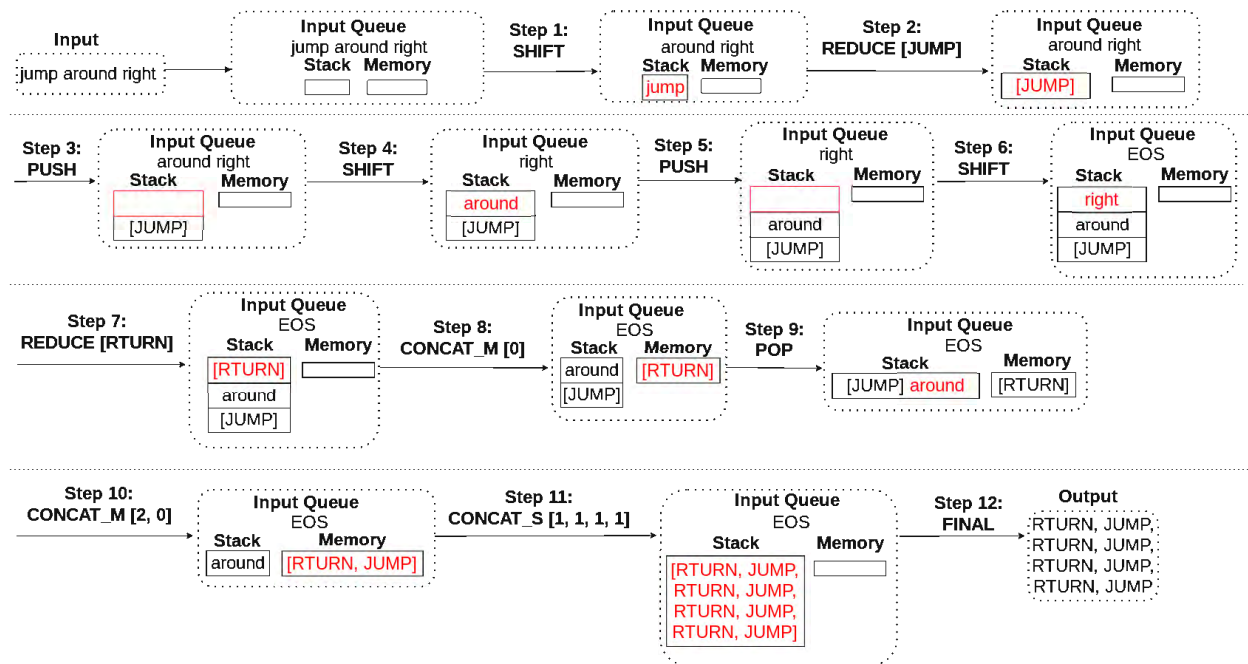 Input
jump around right
Input Queue
jump around right
Stack Memory
Step 1:
SHIFT
Input Queue
around right
Stack Memory
jump
Step 2:
REDUCE [JUMP]
Input Queue
around right
Stack Memory
[JUMP]
Step 3:
PUSH
Input Queue
around right
Stack Memory
[JUMP]
Step 4:
SHIFT
Input Queue
right
Stack Memory
around
[JUMP]
Step 5:
PUSH
Input Queue
right
Stack Memory
around
[JUMP]
Step 6:
SHIFT
Input Queue
EOS
Stack Memory
right
around
[JUMP]
Step 7:
REDUCE [RTURN]
Input Queue
EOS
Stack Memory
[RTURN]
around
[JUMP]
Step 8:
CONCAT_M [0]
Input Queue
EOS
Stack Memory
around [RTURN]
[JUMP]
Step 9:
POP
Input Queue
EOS
Stack Memory
[JUMP] around [RTURN]
Step 10:
CONCAT_M [2, 0]
Input Queue
EOS
Stack Memory
around [RTURN, JUMP]
Step 11:
CONCAT_S [1, 1, 1, 1]
Input Queue
EOS
Stack Memory
[RTURN, JUMP,
RTURN, JUMP,
RTURN, JUMP,
RTURN, JUMP]
Step 12:
FINAL
Output
RTURN, JUMP,
RTURN, JUMP,
RTURN, JUMP,
RTURN, JUMP